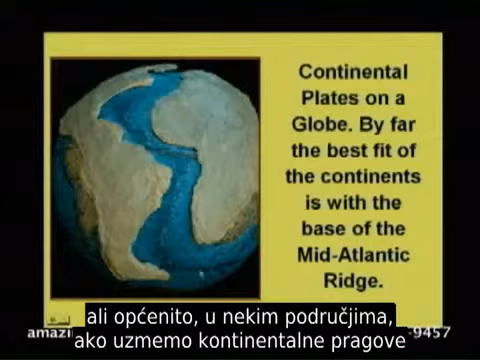 Continental
Plates on a
Globe. By far
the best fit of
the continents
is with the
base of the
Mid-Atlantic
Ridge.
ali općenito, u nekim područjima,
ako uzmemo kontinentalne pragove
-9457